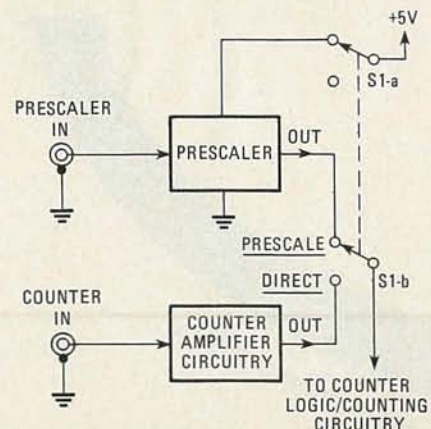 +5V
S1-a
PRESCALER
IN
PRESCALER
OUT
PRESCALE
DIRECT
S1-b
COUNTER
IN
COUNTER
AMPLIFIER
CIRCUITRY
OUT
TO COUNTER
LOGIC/COUNTING
CIRCUITRY